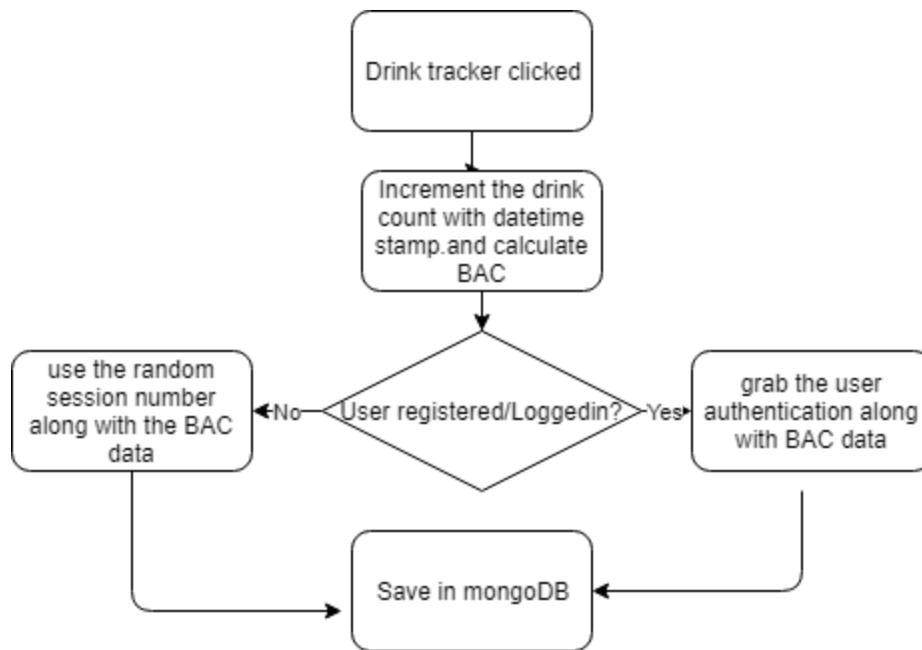 Drink tracker clicked
Increment the drink
count with datetime
stamp.and calculate
BAC
use the random
session number
along with the BAC
data
No
User registered/Loggedin?
Yes
grab the user
authentication along
with BAC data
Save in mongoDB